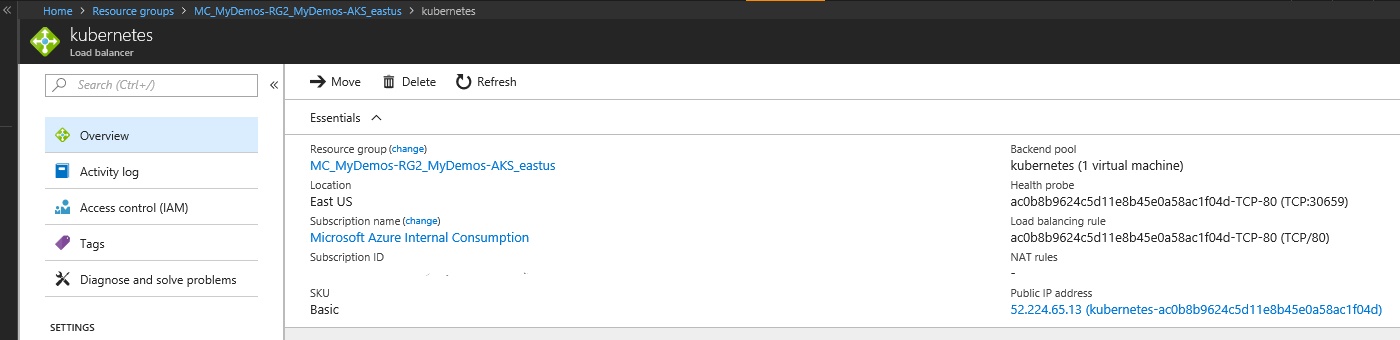 Home > Resource groups > MC_MyDemos-RG2_MyDemos-AKS_eastus > kubernetes
kubernetes
Load balancer
Search (Ctrl+/)
Overview
Activity log
Access control (IAM)
Tags
Diagnose and solve problems
SETTINGS
Move Delete Refresh
Essentials
Resource group (change)
MC_MyDemos-RG2_MyDemos-AKS_eastus
Location
East US
Subscription name (change)
Microsoft Azure Internal Consumption
Subscription ID
SKU
Basic
Backend pool
kubernetes (1 virtual machine)
Health probe
ac0b8b9624c5d11e8b45e0a58ac1f04d-TCP-80 (TCP:30659)
Load balancing rule
ac0b8b9624c5d11e8b45e0a58ac1f04d-TCP-80 (TCP/80)
NAT rules
-
Public IP address
52.224.65.13 (kubernetes-ac0b8b9624c5d11e8b45e0a58ac1f04d)